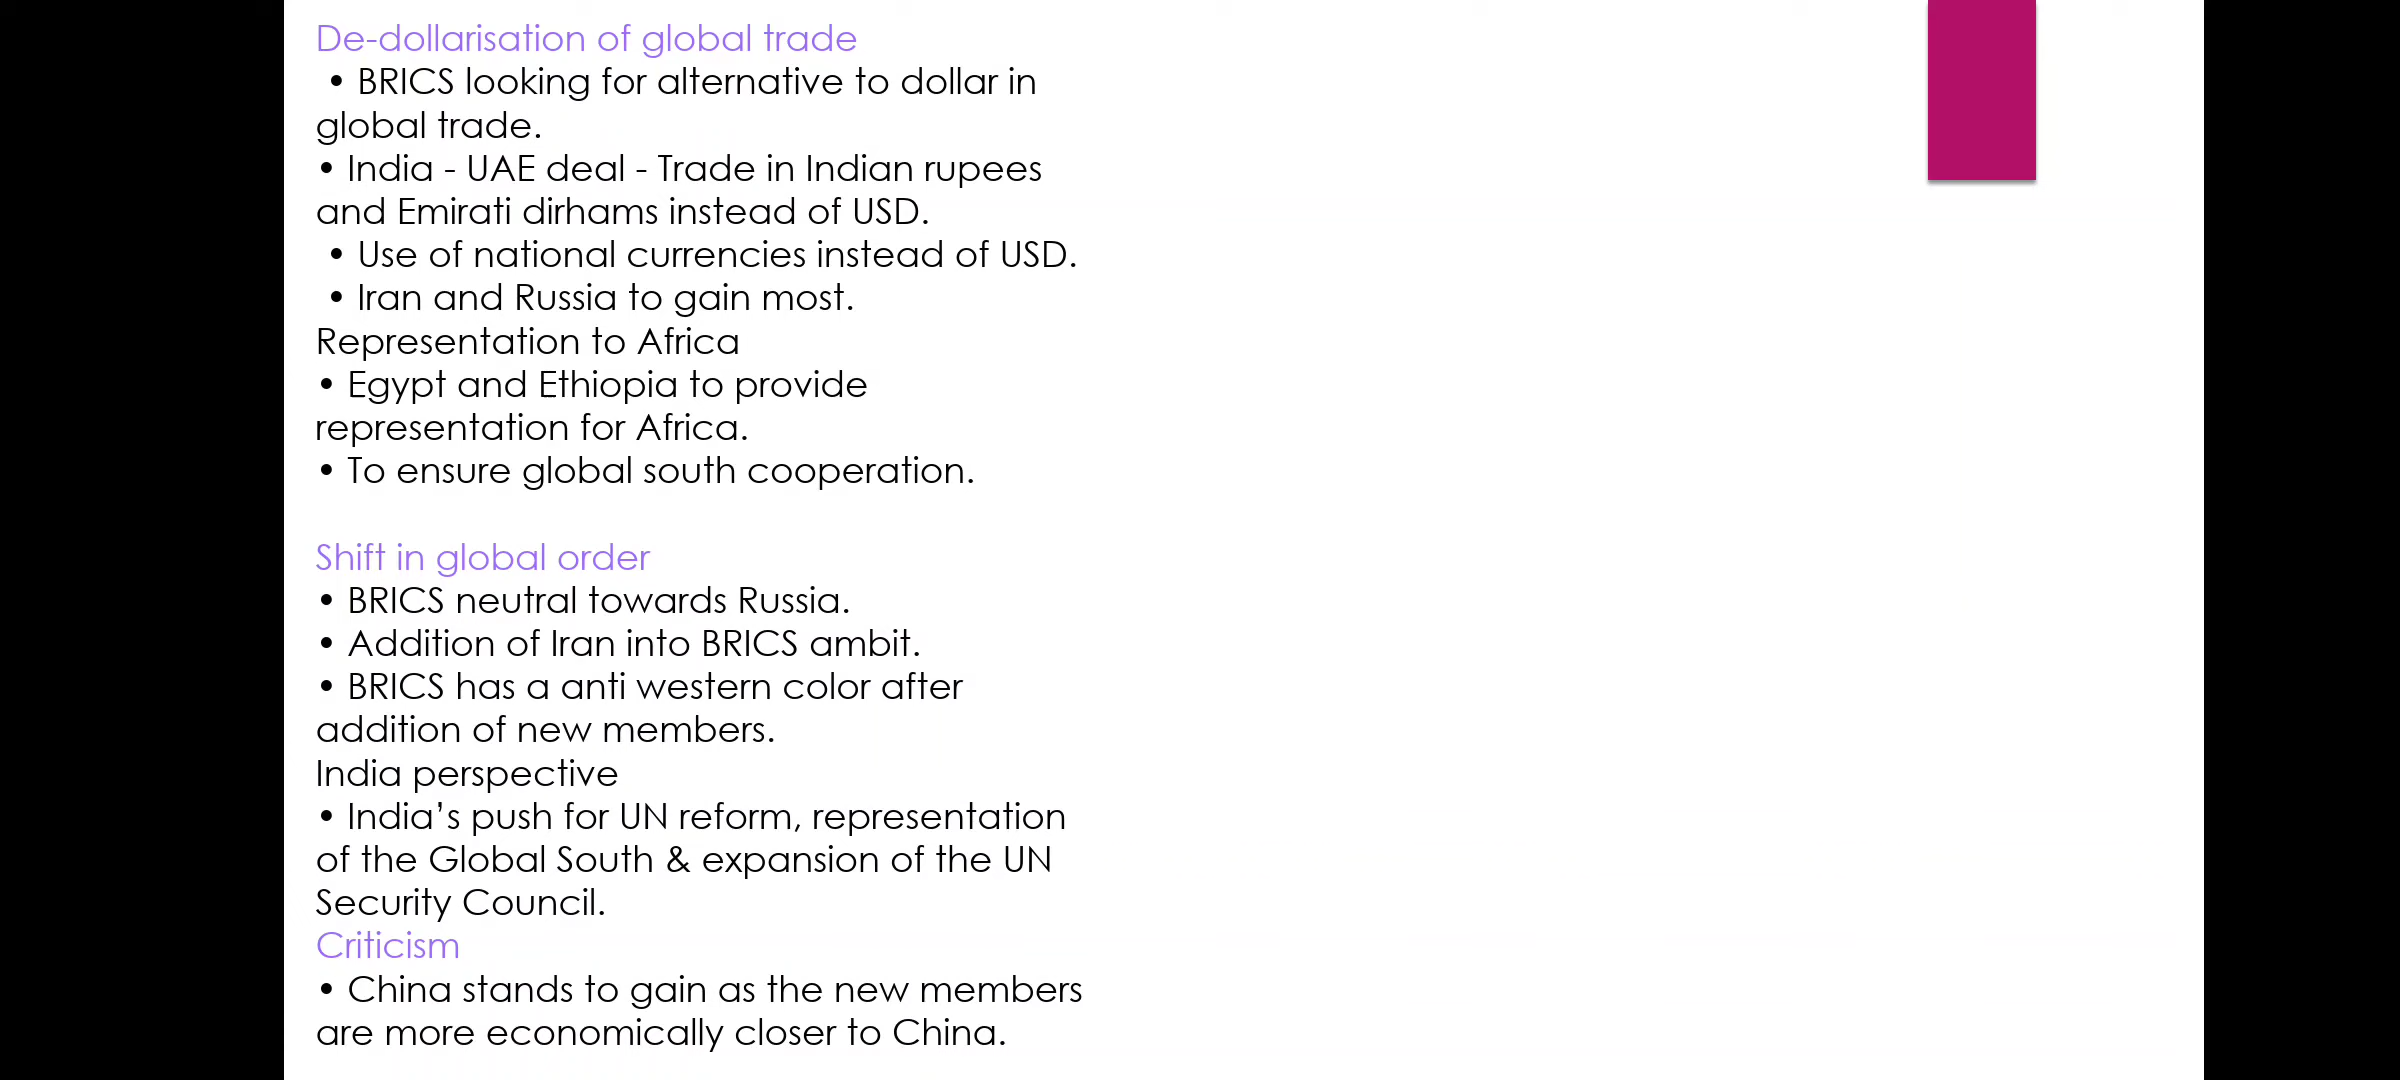 De-dollarisation of global trade
• BRICS looking for alternative to dollar in
global trade.
• India - UAE deal - Trade in Indian rupees
and Emirati dirhams instead of USD.
• Use of national currencies instead of USD.
• Iran and Russia to gain most.
Representation to Africa
• Egypt and Ethiopia to provide
representation for Africa.
• To ensure global south cooperation.
Shift in global order
• BRICS neutral towards Russia.
• Addition of Iran into BRICS ambit.
• BRICS has a anti western color after
addition of new members.
India perspective
• India’s push for UN reform, representation
of the Global South & expansion of the UN
Security Council.
Criticism
• China stands to gain as the new members
are more economically closer to China.